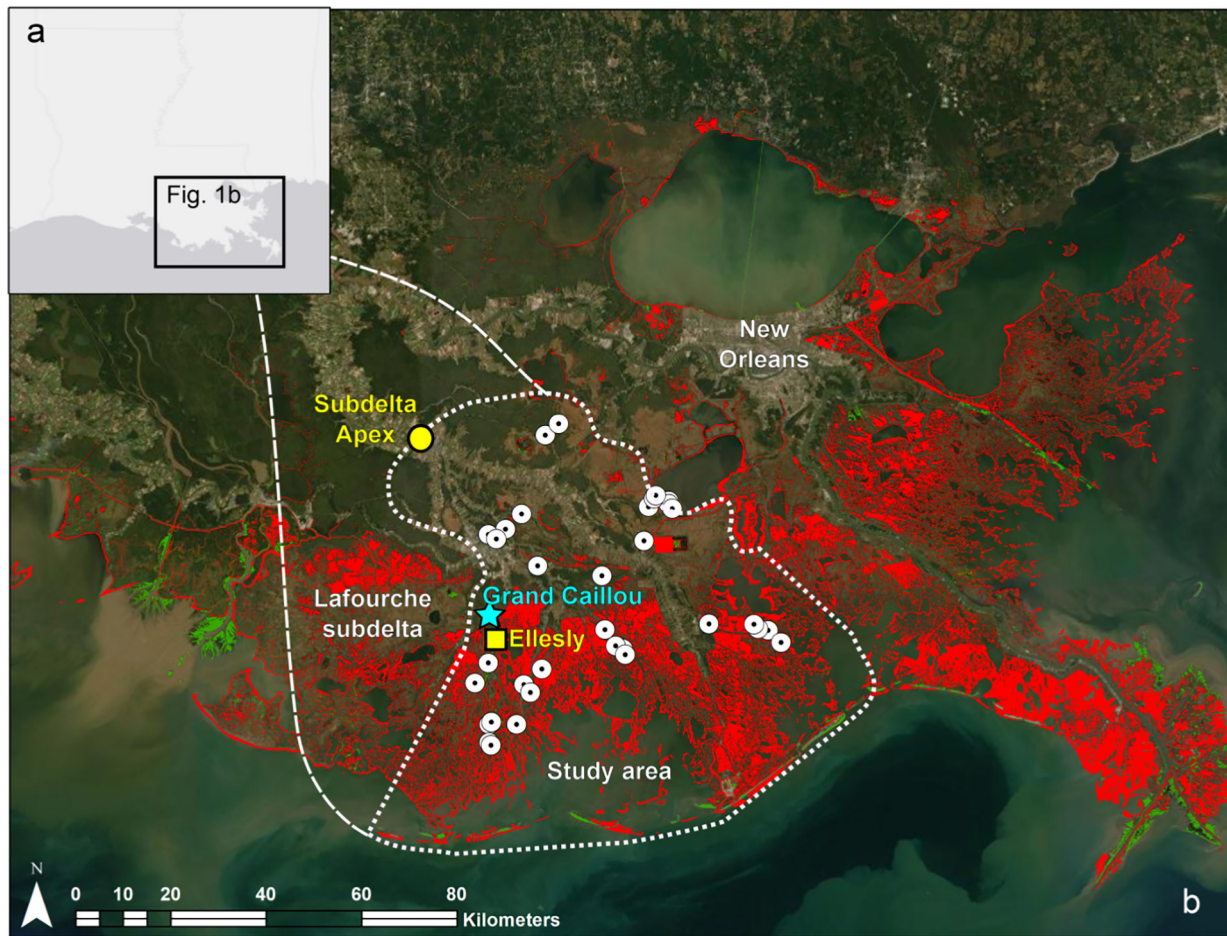 a
Fig. 1b
New
Orleans
Subdelta
Apex
Grand Caillou
Lafourche
subdelta
Ellesly
Study area
N
0 10 20 40 60 80
Kilometers
b